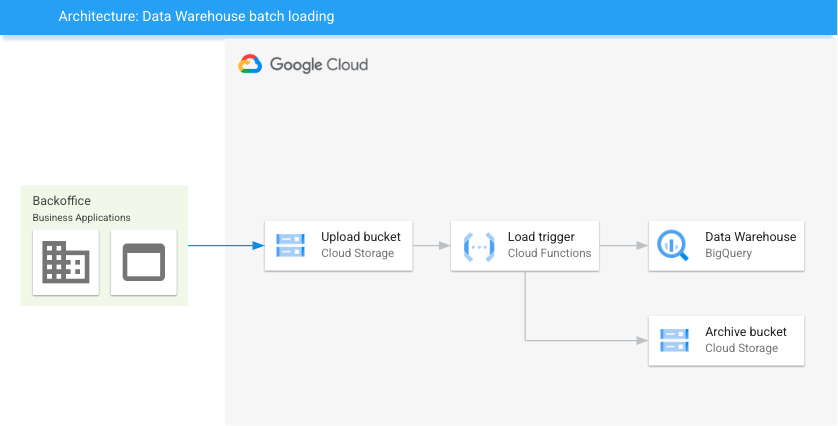 Architecture: Data Warehouse batch loading
Google Cloud
Backoffice
Business Applications
Upload bucket
Cloud Storage
Load trigger
Cloud Functions
Data Warehouse
BigQuery
Archive bucket
Cloud Storage